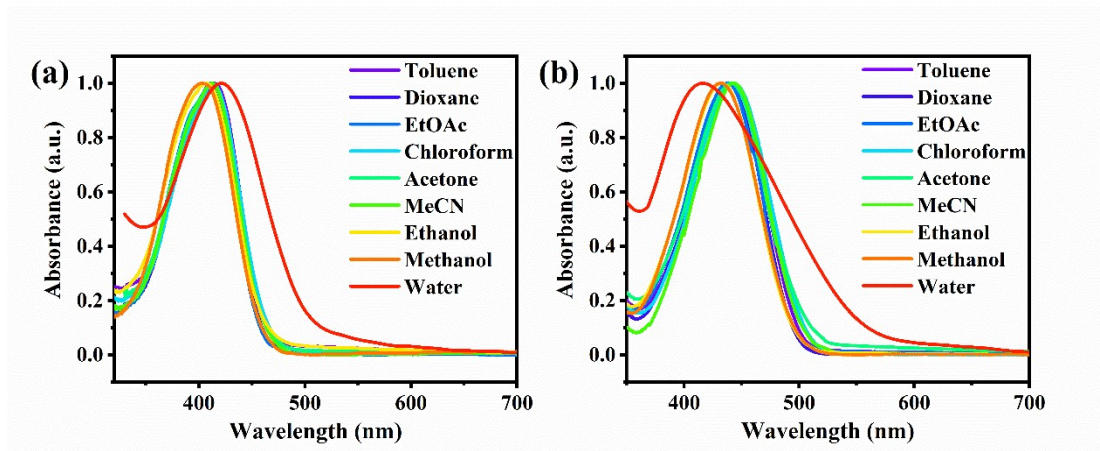 (a)
Toluene
Dioxanc
EtOAc
Chloroform
Acetone
MeCN
Ethanol
Methanol
Water
1.0
0.8
0.6
0.4
0.2
0.0
Absorbance (a.u.)
400
500
600
700
Wavelength (nm)
(b)
Toluene
Dioxane
EtOAc
Chloroform
Acetone
MeCN
Ethanol
Methanol
Water
1.0
0.8
0.6
0.4
0.2
0.0
Absorbance (a.u.)
400
500
600
700
Wavelength (nm)